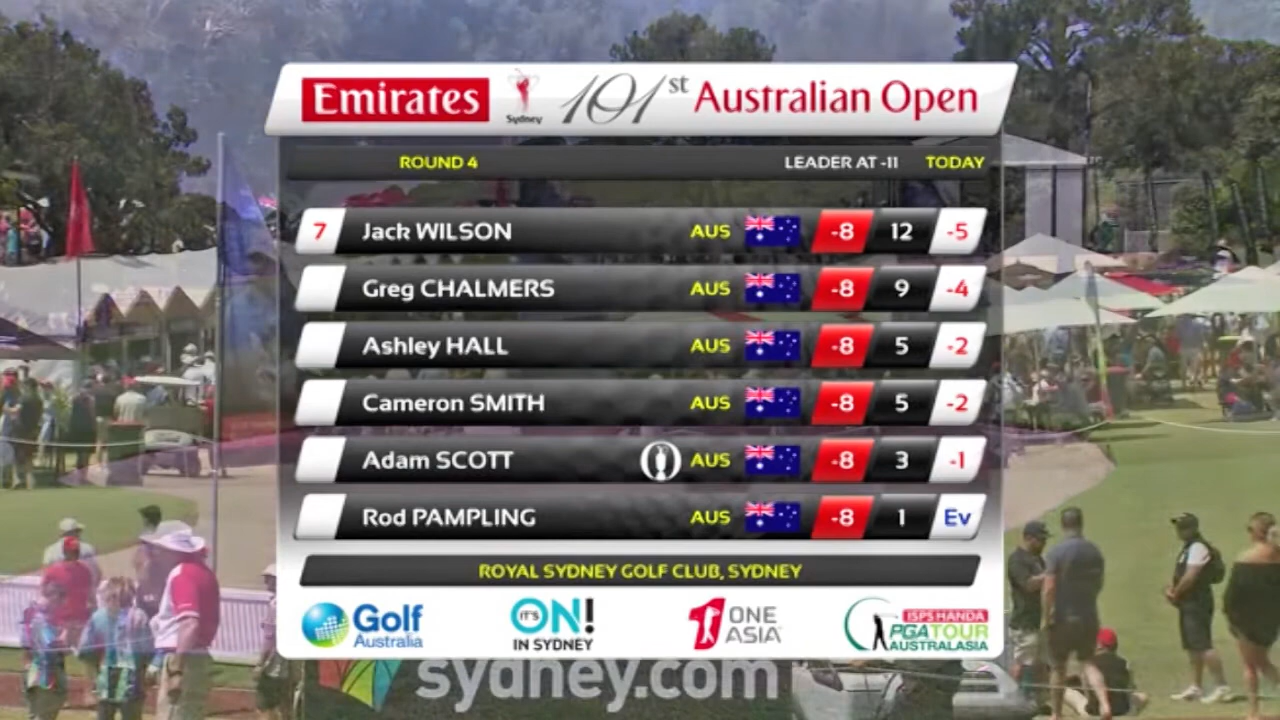 Emirates Sydney 101st Australian Open
ROUND 4 LEADER AT -11 TODAY
7 Jack WILSON AUS -8 12 -5
Greg CHALMERS AUS -8 9 -4
Ashley HALL AUS -8 5 -2
Cameron SMITH AUS -8 5 -2
Adam SCOTT AUS -8 3 -1
Rod PAMPLING AUS -8 1 Ev
ROYAL SYDNEY GOLF CLUB, SYDNEY
Golf Australia
IT'S ON! IN SYDNEY
1 ONE ASIA
ISPS HANDA PGA TOUR AUSTRALASIA
sydney.com